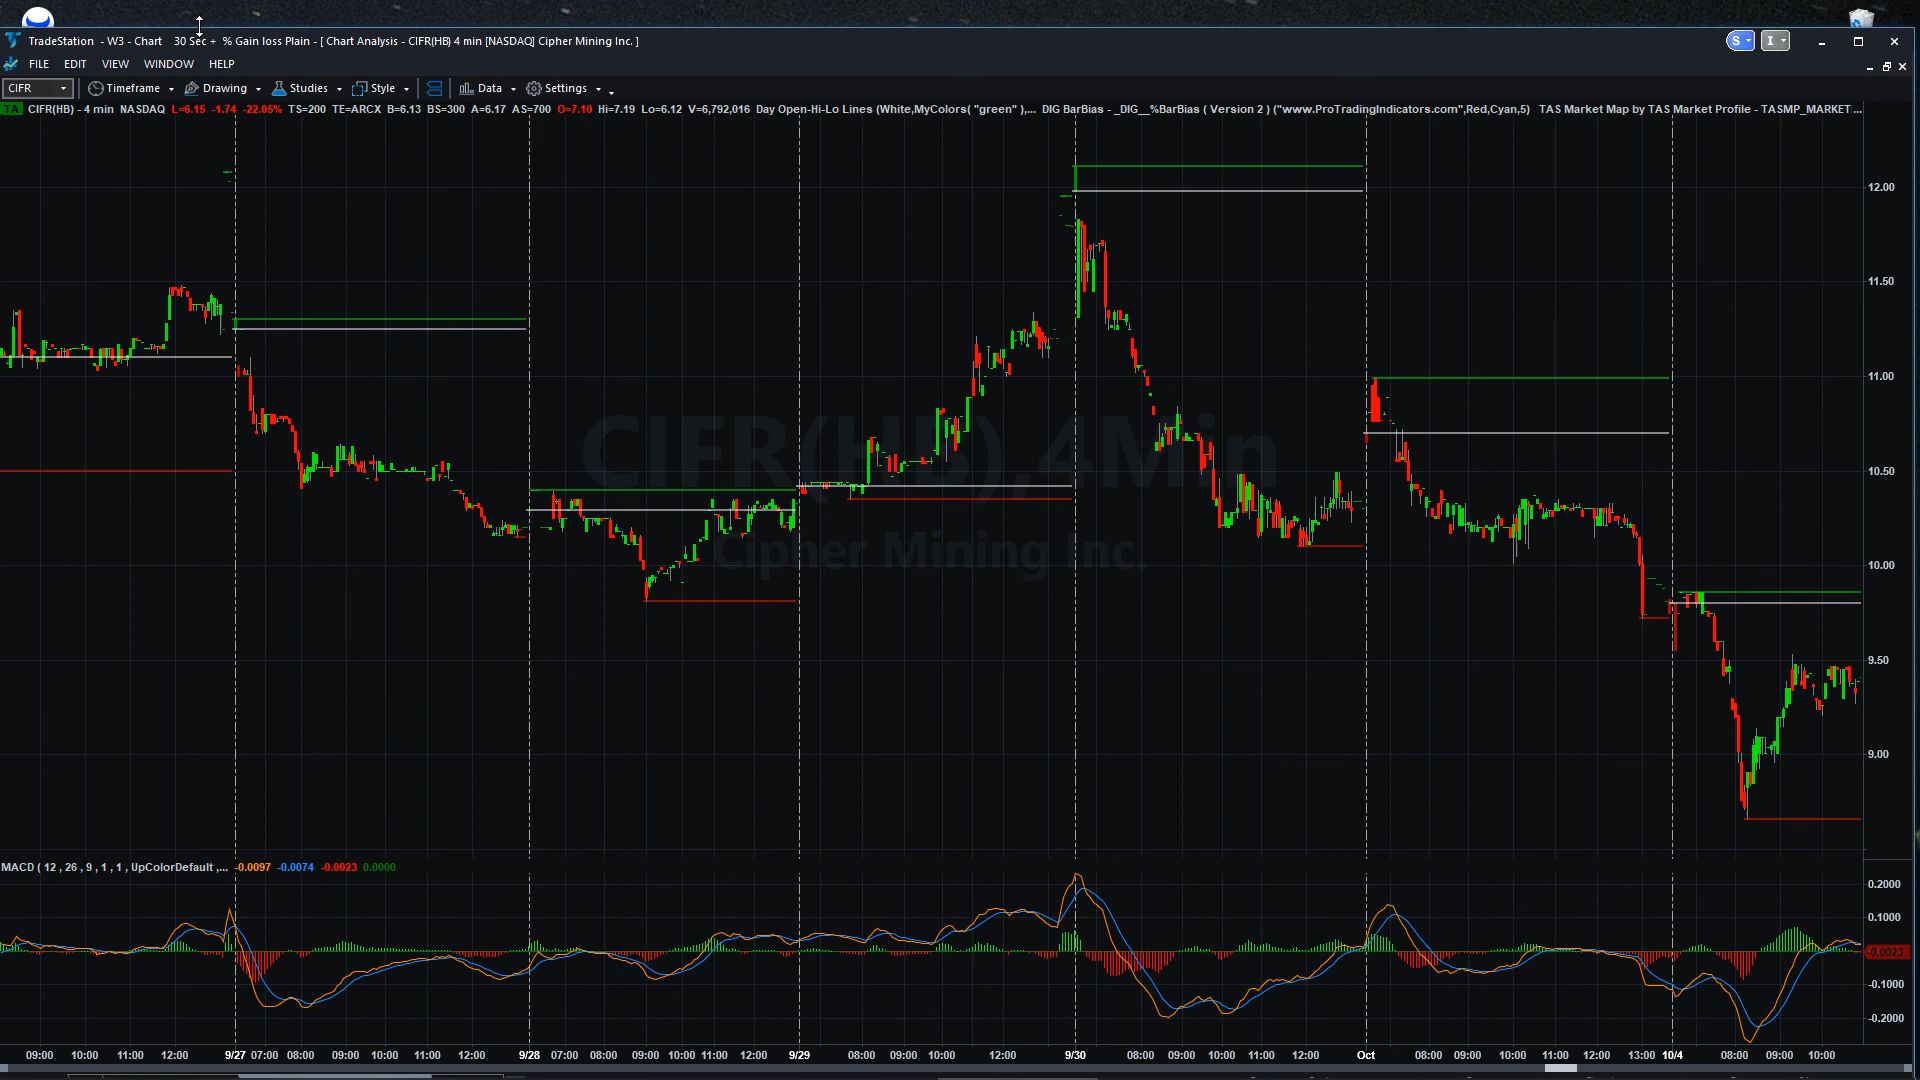 TradeStation - W3 - Chart 30 Sec + % Gain loss Plain - [ Chart Analysis - CIFR(HB) 4 min [NASDAQ] Cipher Mining Inc. ]
S I
FILE EDIT VIEW WINDOW HELP
CIFR Timeframe Drawing Studies Style Data Settings
TA CIFR(HB) - 4 min NASDAQ L=6.15 -1.74 -22.05% TS=200 TE=ARCX B=6.13 BS=300 A=6.17 AS=700 O=7.10 Hi=7.19 Lo=6.12 V=6,792,016 Day Open-Hi-Lo Lines (White,MyColors( "green" ),... DIG BarBias - _DIG__%BarBias ( Version 2 ) ("www.ProTradingIndicators.com",Red,Cyan,5) TAS Market Map by TAS Market Profile - TASMP_MARKET...
12.00
11.50
11.00
CIFR(HB),4Min
10.50
Cipher Mining Inc.
10.00
9.50
9.00
MACD ( 12 , 26 , 9 , 1 , 1 , UpColorDefault ,... -0.0097 -0.0074 -0.0023 0.0000
0.2000
0.1000
-0.0023
-0.1000
-0.2000
09:00 10:00 11:00 12:00 9/27 07:00 08:00 09:00 10:00 11:00 12:00 9/28 07:00 08:00 09:00 10:00 11:00 12:00 9/29 08:00 09:00 10:00 12:00 9/30 08:00 09:00 10:00 11:00 12:00 Oct 08:00 09:00 10:00 11:00 12:00 13:00 10/4 08:00 09:00 10:00